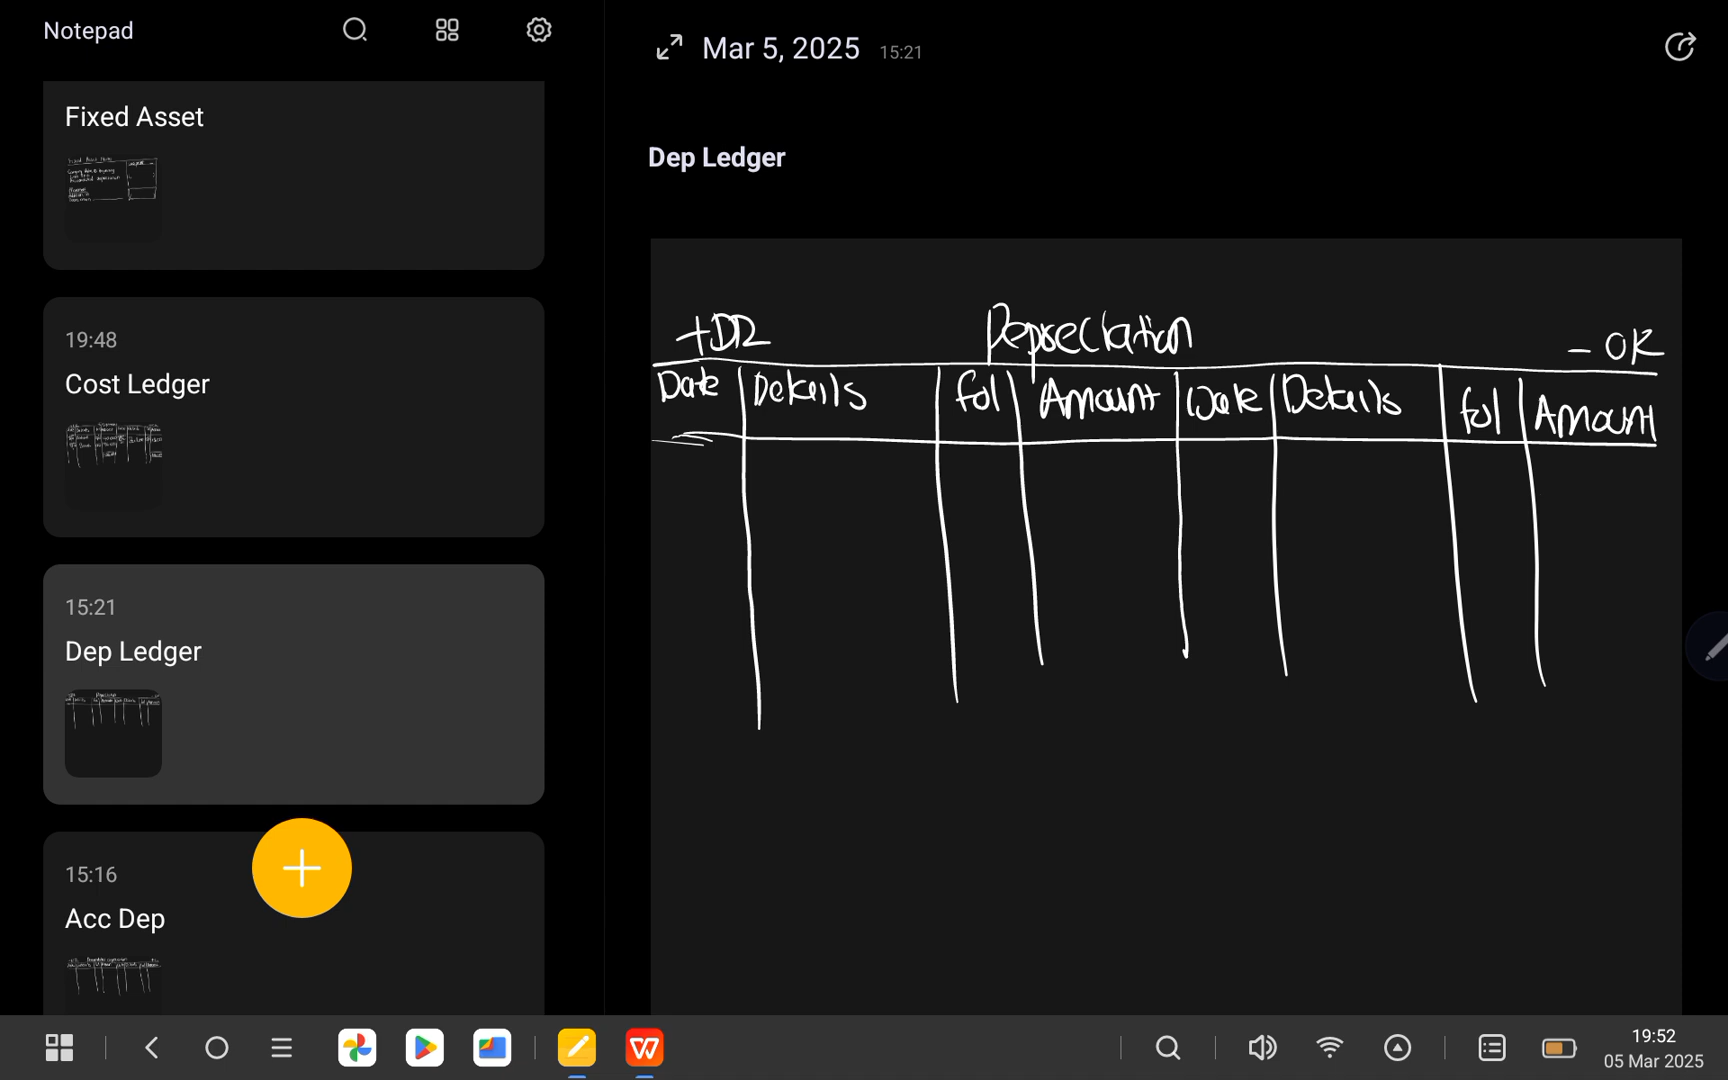 Notepad
Mar 5, 2025 15:21
Fixed Asset
Dep Ledger
19:48
Cost Ledger
15:21
Dep Ledger
15:16
Acc Dep
+DR Depreciation - CR
Date Details fol Amount Date Details fol Amount
19:52
05 Mar 2025